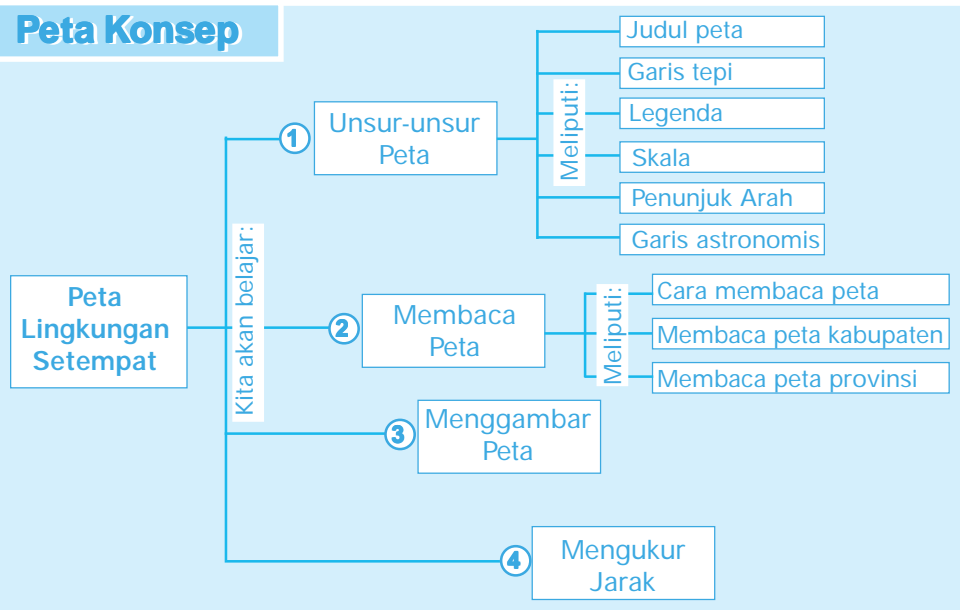 Peta Konsep
Peta
Lingkungan
Setempat
Kita akan belajar:
1
Unsur-unsur
Peta
Meliputi:
Judul peta
Garis tepi
Legenda
Skala
Penunjuk Arah
Garis astronomis
2
Membaca
Peta
Meliputi:
Cara membaca peta
Membaca peta kabupaten
Membaca peta provinsi
3
Menggambar
Peta
4
Mengukur
Jarak